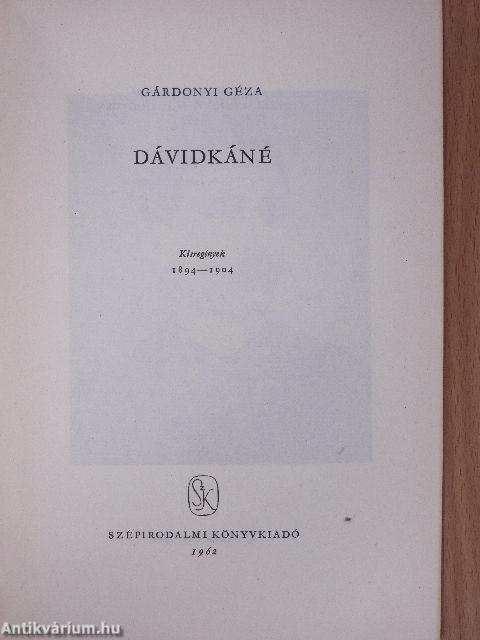 GÁRDONYI GÉZA
DÁVIDKÁNÉ
Kisregények
1894—1904
SzK
SZÉPIRODALMI KÖNYVKIADÓ
1962
Antikvárium.hu